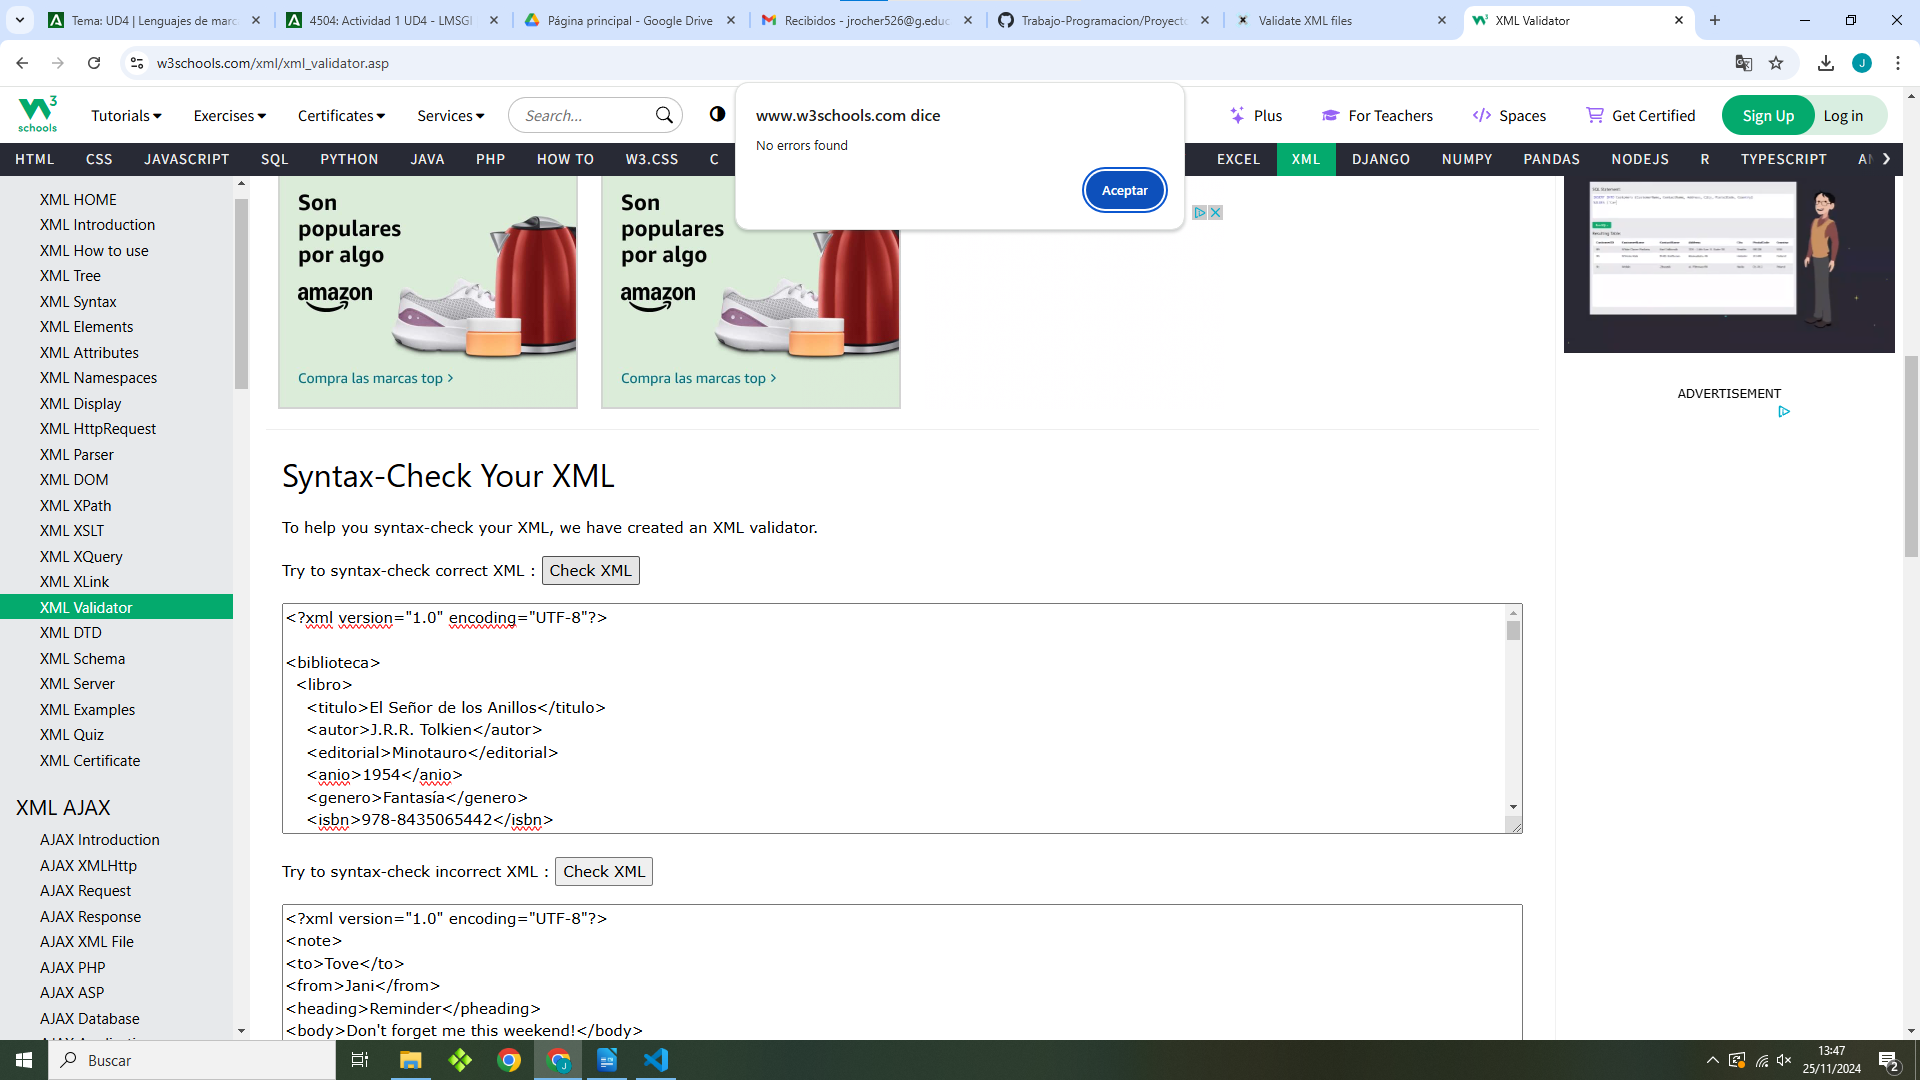 Tema: UD4 | Lenguajes de marc
4504: Actividad 1 UD4 - LMSGI
Página principal - Google Drive
Recibidos - jrocher526@g.educ
Trabajo-Programacion/Proyecto
Validate XML files
XML Validator
w3schools.com/xml/xml_validator.asp
J
W3
schools
Tutorials
Exercises
Certificates
Services
Search...
Plus
For Teachers
Spaces
Get Certified
Sign Up
Log in
www.w3schools.com dice
No errors found
Aceptar
HTML
CSS
JAVASCRIPT
SQL
PYTHON
JAVA
PHP
HOW TO
W3.CSS
C
EXCEL
XML
DJANGO
NUMPY
PANDAS
NODEJS
R
TYPESCRIPT
XML HOME
XML Introduction
XML How to use
XML Tree
XML Syntax
XML Elements
XML Attributes
XML Namespaces
XML Display
XML HttpRequest
XML Parser
XML DOM
XML XPath
XML XSLT
XML XQuery
XML XLink
XML Validator
XML DTD
XML Schema
XML Server
XML Examples
XML Quiz
XML Certificate
XML AJAX
AJAX Introduction
AJAX XMLHttp
AJAX Request
AJAX Response
AJAX XML File
AJAX PHP
AJAX ASP
AJAX Database
Son
populares
por algo
amazon
Compra las marcas top >
Son
populares
por algo
amazon
Compra las marcas top >
ADVERTISEMENT
Syntax-Check Your XML
To help you syntax-check your XML, we have created an XML validator.
Try to syntax-check correct XML : Check XML
<?xml version="1.0" encoding="UTF-8"?>
<biblioteca>
<libro>
<titulo>El Señor de los Anillos</titulo>
<autor>J.R.R. Tolkien</autor>
<editorial>Minotauro</editorial>
<anio>1954</anio>
<genero>Fantasía</genero>
<isbn>978-8435065442</isbn>
Try to syntax-check incorrect XML : Check XML
<?xml version="1.0" encoding="UTF-8"?>
<note>
<to>Tove</to>
<from>Jani</from>
<heading>Reminder</pheading>
<body>Don't forget me this weekend!</body>
Buscar
13:47
25/11/2024
2